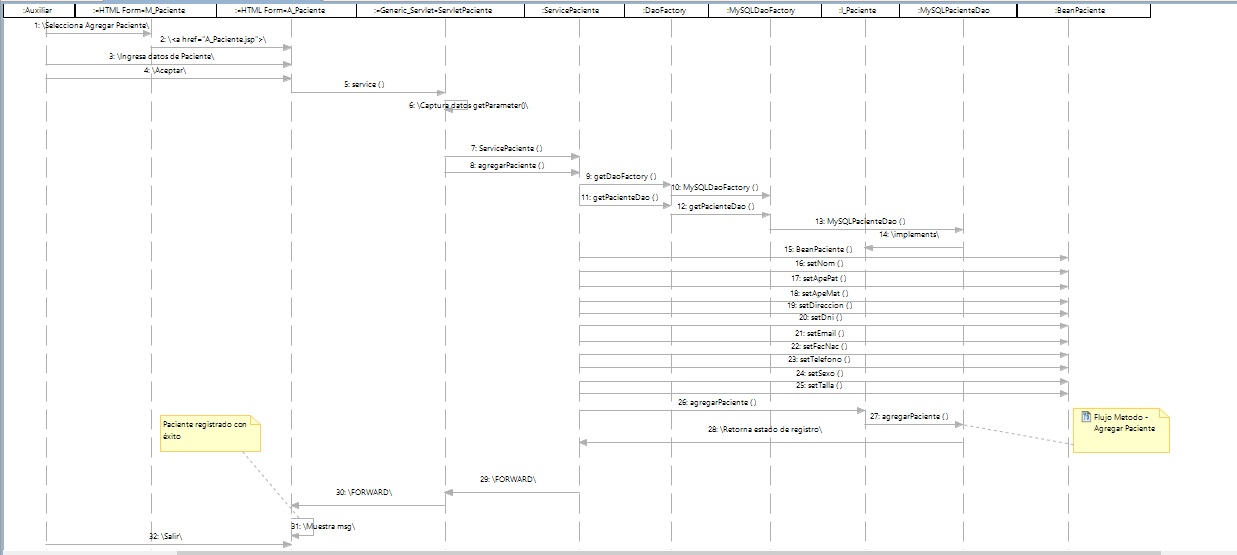 :Auxiliar
:+HTML Form=M_Paciente
:+HTML Form=A_Paciente
:=Generic_Servlet=ServletPaciente
:ServicePaciente
:DaoFactory
:MySQLDaoFactory
:I_Paciente
:MySQLPacienteDao
:BeanPaciente
1: \Selecciona Agregar Paciente\
2: \<a href="A_Paciente.jsp">\
3: \Ingresa datos de Paciente\
4: \Aceptar\
5: service ( )
6: \Captura datos getParameter()\
7: ServicePaciente ( )
8: agregarPaciente ( )
9: getDaoFactory ( )
10: MySQLDaoFactory ( )
11: getPacienteDao ( )
12: getPacienteDao ( )
13: MySQLPacienteDao ( )
14: \implements\
15: BeanPaciente ( )
16: setNom ( )
17: setApePat ( )
18: setApeMat ( )
19: setDireccion ( )
20: setDni ( )
21: setEmail ( )
22: setFecNac ( )
23: setTelefono ( )
24: setSexo ( )
25: setTalla ( )
26: agregarPaciente ( )
27: agregarPaciente ( )
Flujo Metodo -
Agregar Paciente
Paciente registrado con
éxito
28: \Retorna estado de registro\
29: \FORWARD\
30: \FORWARD\
31: \Muestra msg\
32: \Salir\